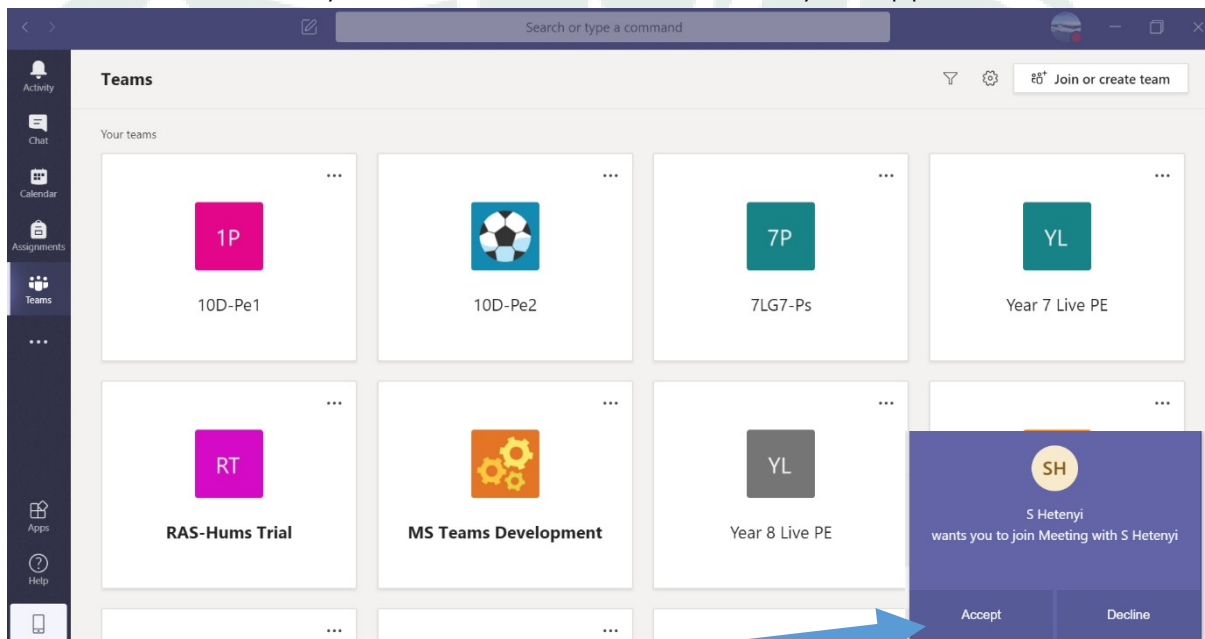 Search or type a command
Activity
Chat
Calendar
Assignments
Teams
Apps
Help
Teams
Join or create team
Your teams
1P
10D-Pe1
10D-Pe2
7P
7LG7-Ps
YL
Year 7 Live PE
RT
RAS-Hums Trial
MS Teams Development
YL
Year 8 Live PE
SH
S Hetenyi
wants you to join Meeting with S Hetenyi
Accept
Decline